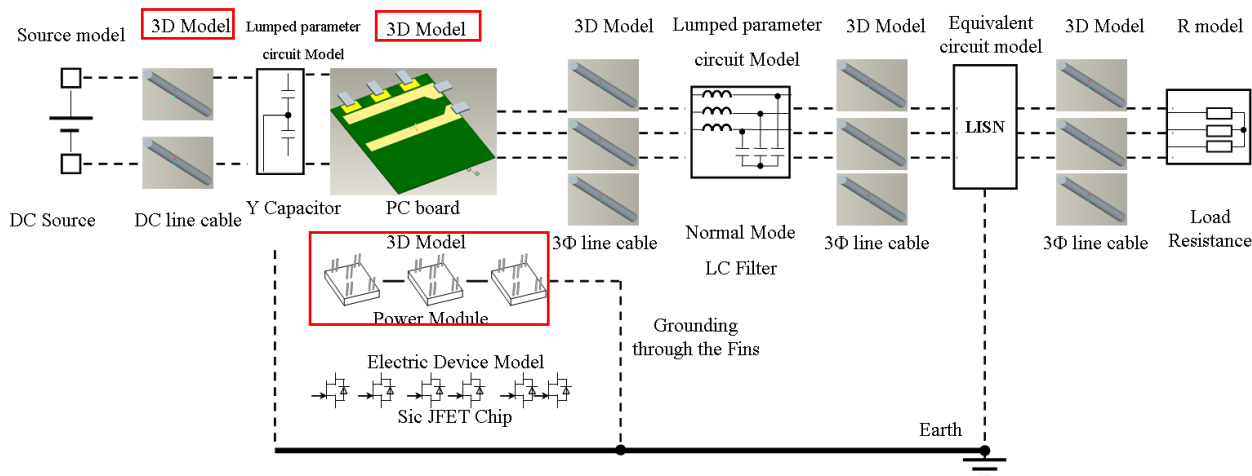 Source model
3D Model
Lumped parameter
circuit Model
3D Model
3D Model
Lumped parameter
circuit Model
3D Model
Equivalent
circuit model
3D Model
R model
LISN
DC Source
DC line cable
Y Capacitor
PC board
3Φ line cable
Normal Mode
LC Filter
3Φ line cable
3Φ line cable
Load
Resistance
3D Model
Power Module
Grounding
through the Fins
Electric Device Model
Sic JFET Chip
Earth